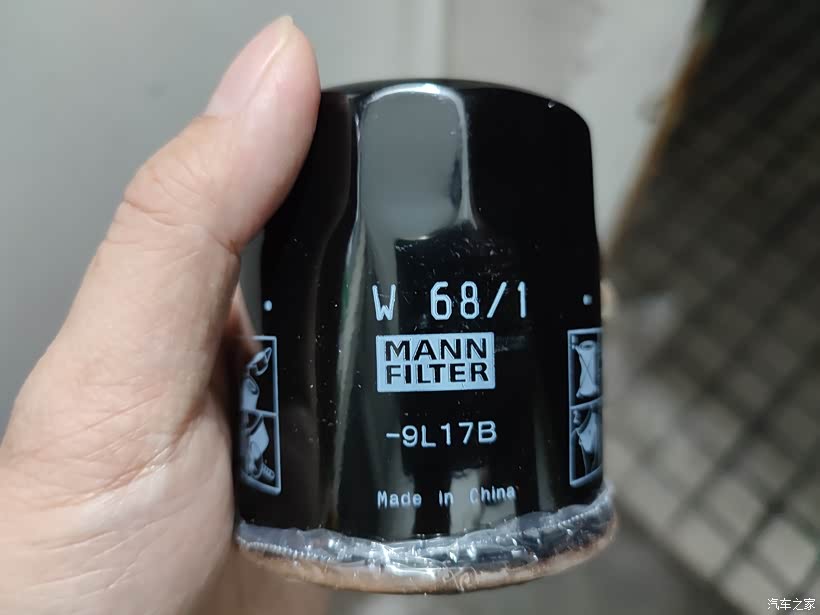 W 68/1
MANN
FILTER
-9L17B
Made in China
汽车之家